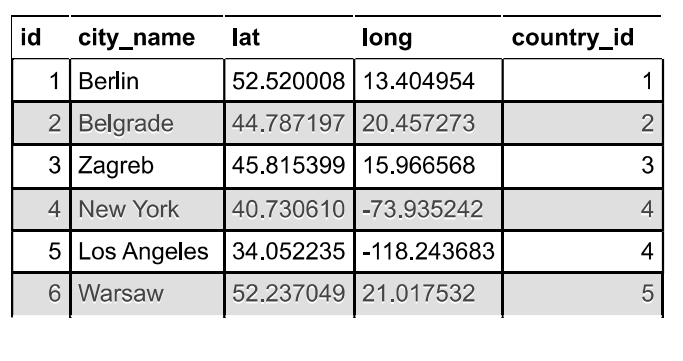 id city_name lat long country_id
1 Berlin 52.520008 13.404954 1
2 Belgrade 44.787197 20.457273 2
3 Zagreb 45.815399 15.966568 3
4 New York 40.730610 -73.935242 4
5 Los Angeles 34.052235 -118.243683 4
6 Warsaw 52.237049 21.017532 5